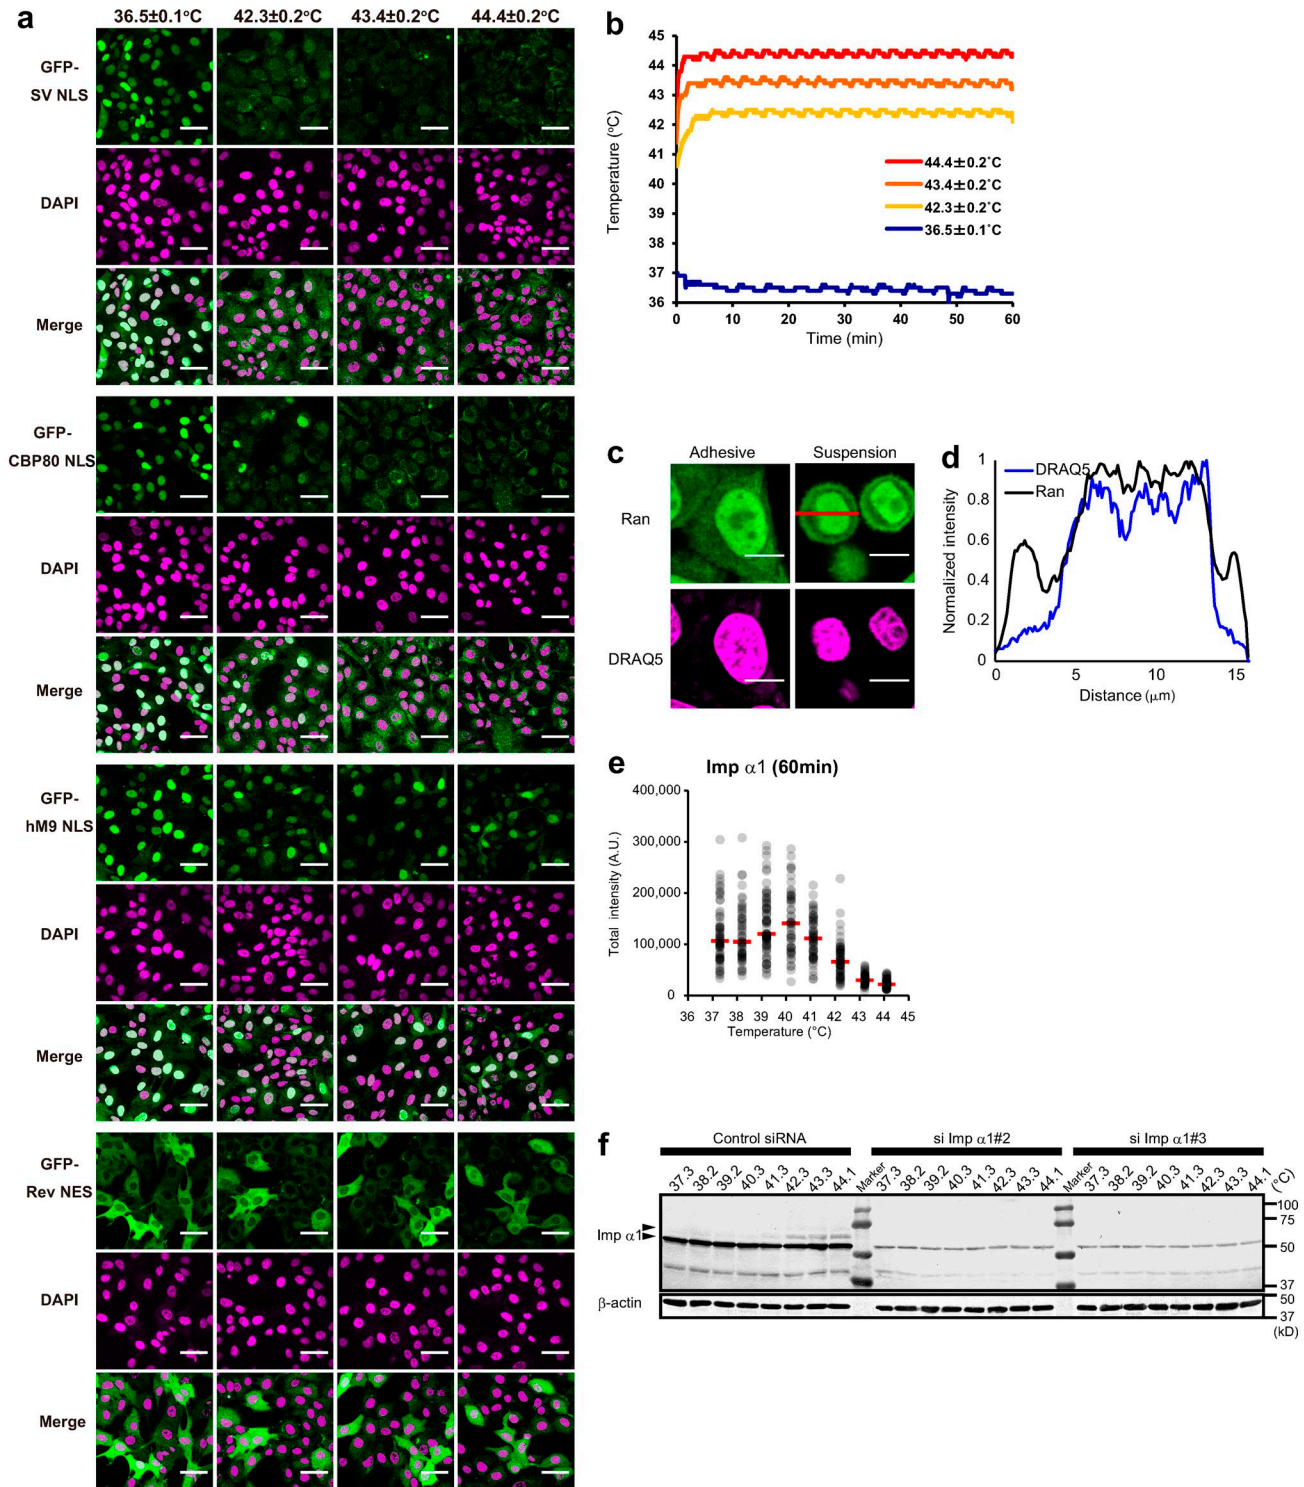 a
36.5±0.1°C 42.3±0.2°C 43.4±0.2°C 44.4±0.2°C
GFP-
SV NLS
DAPI
Merge
GFP-
CBP80 NLS
DAPI
Merge
GFP-
hM9 NLS
DAPI
Merge
GFP-
Rev NES
DAPI
Merge
b
Temperature (°C)
45
44
43
42
41
40
39
38
37
36
44.4±0.2°C
43.4±0.2°C
42.3±0.2°C
36.5±0.1°C
0 10 20 30 40 50 60
Time (min)
c
Adhesive Suspension
Ran
DRAQ5
d
Normalized intensity
1
0.8
0.6
0.4
0.2
0
DRAQ5
Ran
0 5 10 15
Distance (μm)
e
Imp α1 (60min)
Total intensity (A.U.)
400,000
300,000
200,000
100,000
0
36 37 38 39 40 41 42 43 44 45
Temperature (°C)
f
Control siRNA si Imp α1#2 si Imp α1#3
37.3 38.2 39.2 40.3 41.3 42.3 43.3 44.1 Marker 37.3 38.2 39.2 40.3 41.3 42.3 43.3 44.1 Marker 37.3 38.2 39.2 40.3 41.3 42.3 43.3 44.1 (°C)
Imp α1
100
75
50
37
β-actin
50
37
(kD)